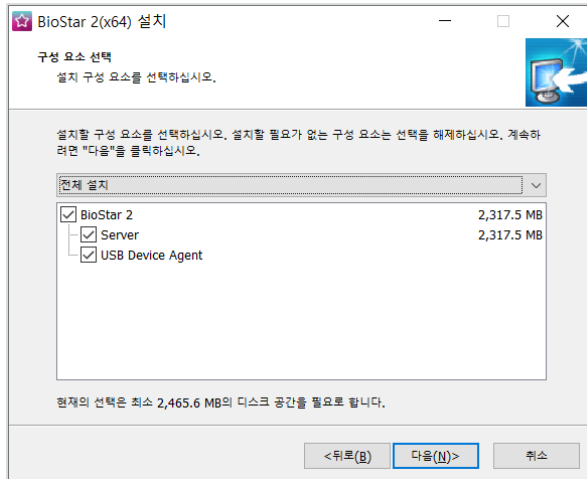 BioStar 2(x64) 설치
구성 요소 선택
설치 구성 요소를 선택하십시오.
설치할 구성 요소를 선택하십시오. 설치할 필요가 없는 구성 요소는 선택을 해제하십시오. 계속하
려면 "다음"을 클릭하십시오.
전체 설치
BioStar 2 2,317.5 MB
Server 2,317.5 MB
USB Device Agent
현재의 선택은 최소 2,465.6 MB의 디스크 공간을 필요로 합니다.
<뒤로(B) 다음(N)> 취소